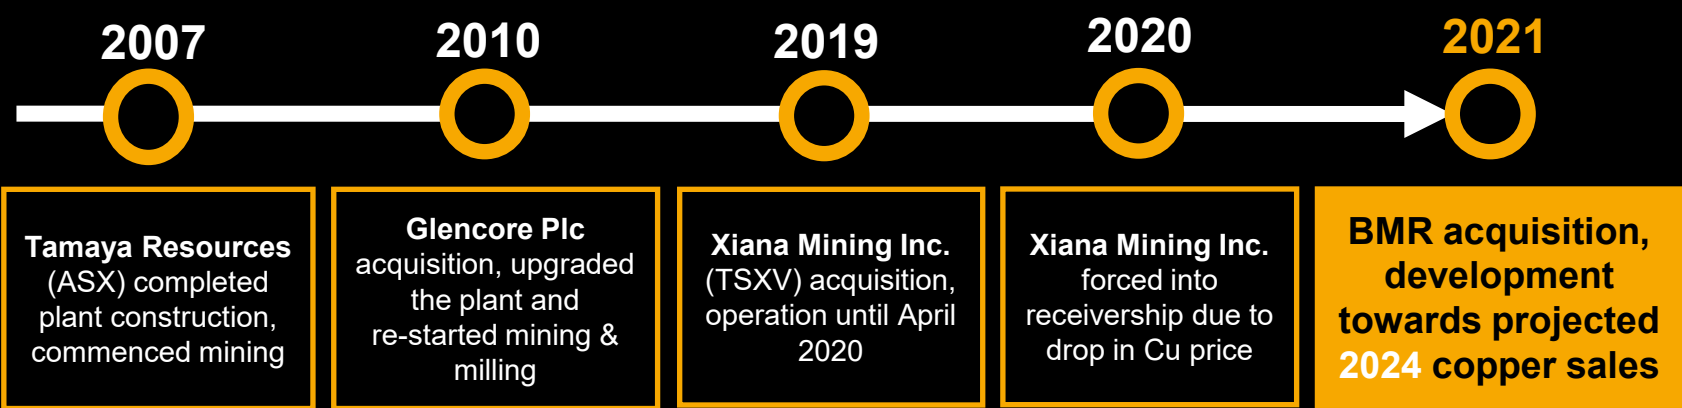 2007
2010
2019
2020
2021
Tamaya Resources
(ASX) completed
plant construction,
commenced mining
Glencore Plc
acquisition, upgraded
the plant and
re-started mining &
milling
Xiana Mining Inc.
(TSXV) acquisition,
operation until April
2020
Xiana Mining Inc.
forced into
receivership due to
drop in Cu price
BMR acquisition,
development
towards projected
2024 copper sales